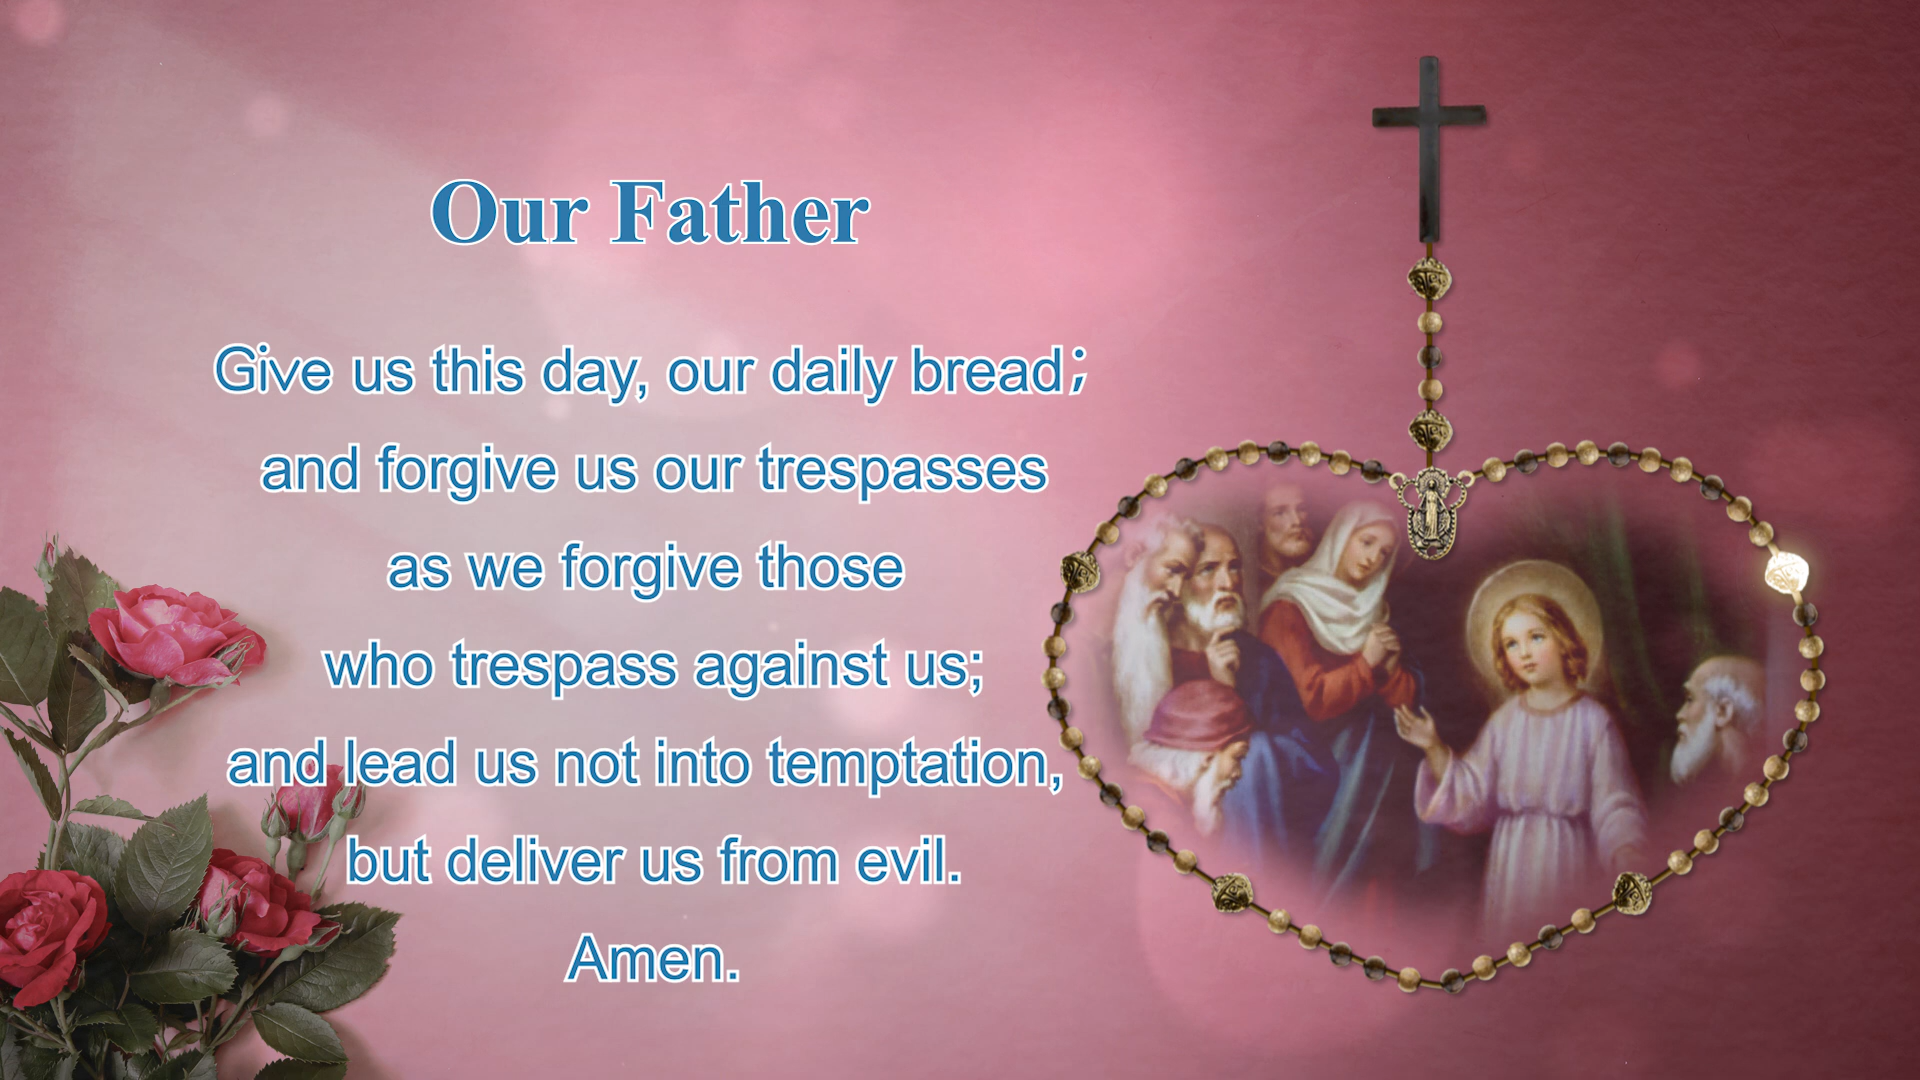 Our Father
Give us this day, our daily bread;
and forgive us our trespasses
as we forgive those
who trespass against us;
and lead us not into temptation,
but deliver us from evil.
Amen.